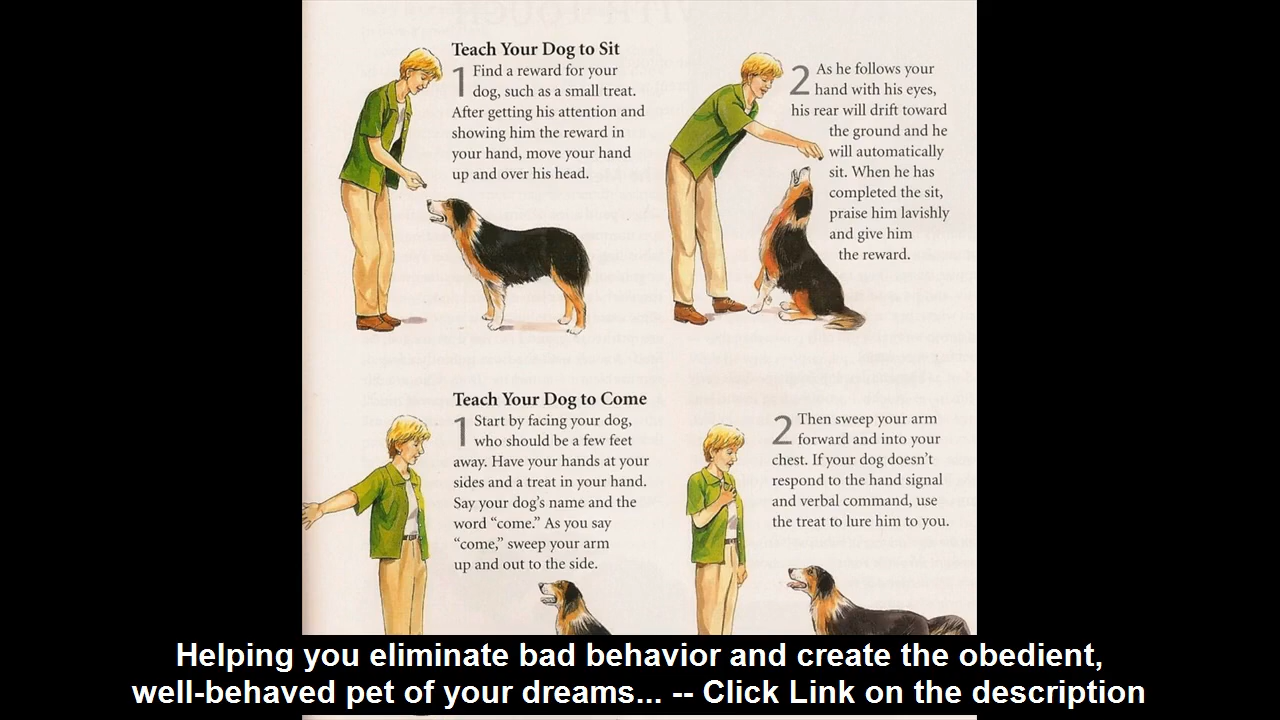 Teach Your Dog to Sit
1 Find a reward for your
dog, such as a small treat.
After getting his attention and
showing him the reward in
your hand, move your hand
up and over his head.
2 As he follows your
hand with his eyes,
his rear will drift toward
the ground and he
will automatically
sit. When he has
completed the sit,
praise him lavishly
and give him
the reward.
Teach Your Dog to Come
1 Start by facing your dog,
who should be a few feet
away. Have your hands at your
sides and a treat in your hand.
Say your dog’s name and the
word “come.” As you say
“come,” sweep your arm
up and out to the side.
2 Then sweep your arm
forward and into your
chest. If your dog doesn’t
respond to the hand signal
and verbal command, use
the treat to lure him to you.
Helping you eliminate bad behavior and create the obedient,
well-behaved pet of your dreams... -- Click Link on the description